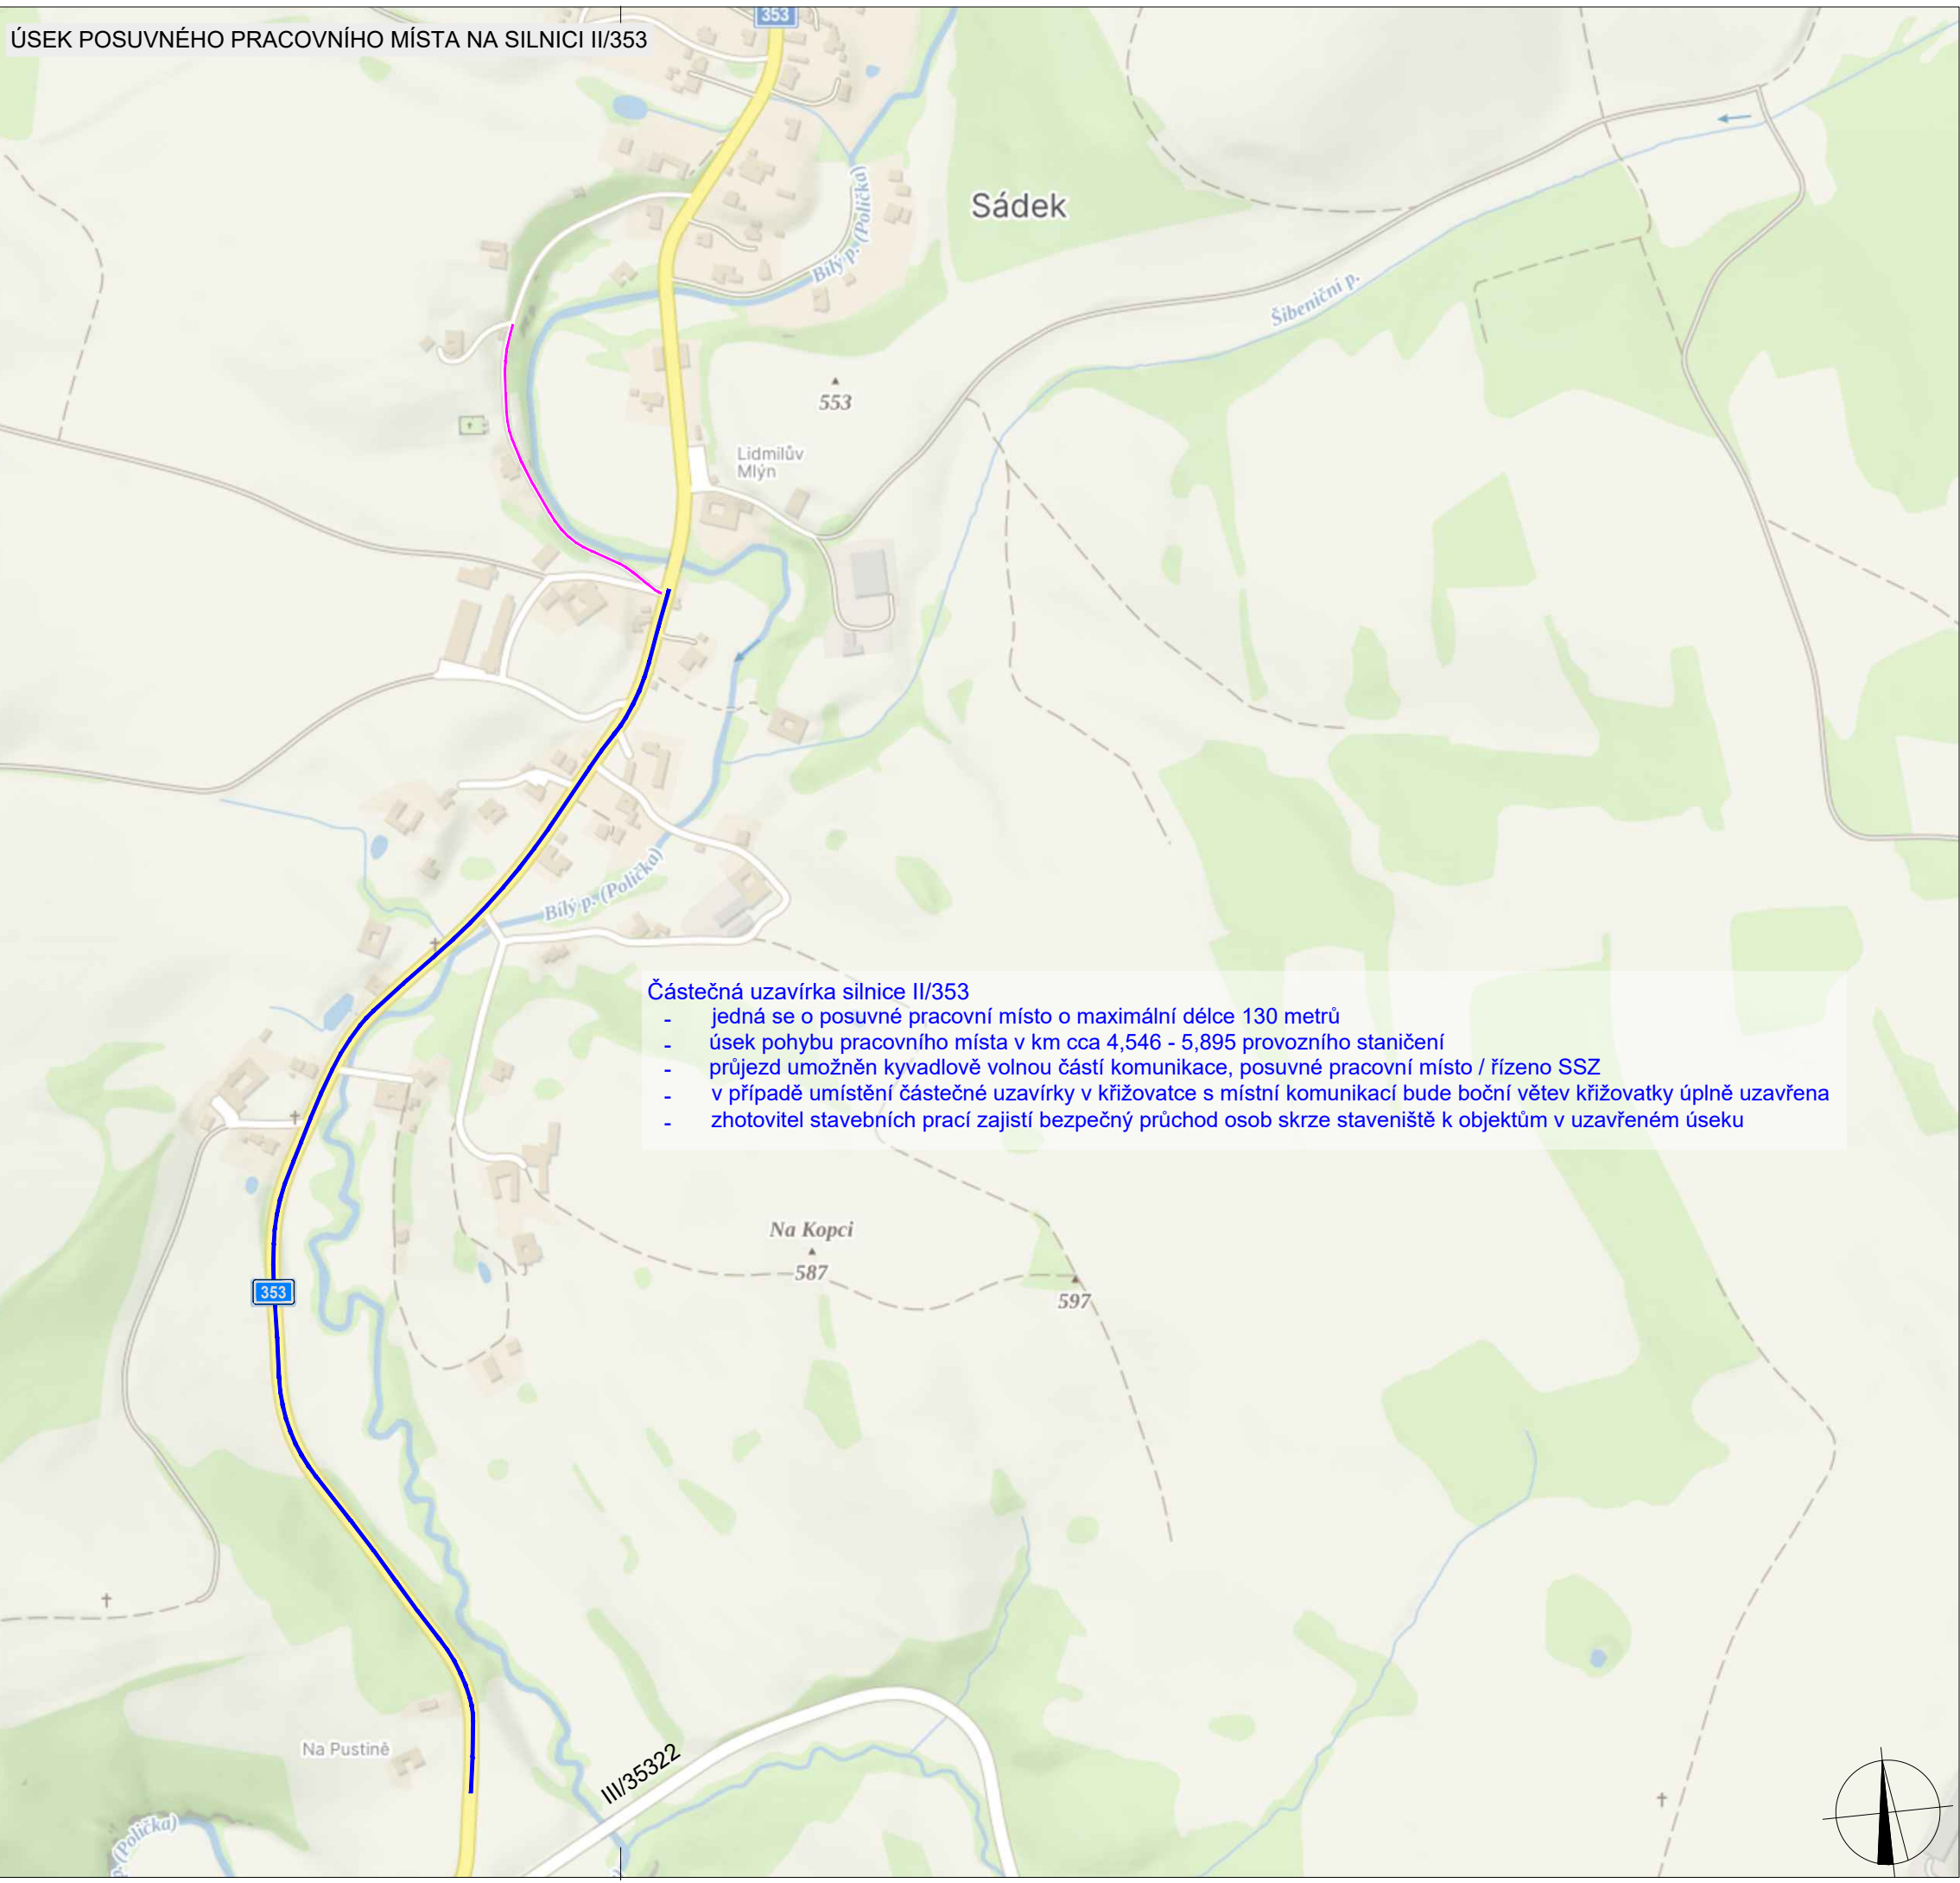 353
ÚSEK POSUVNÉHO PRACOVNÍHO MÍSTA NA SILNICI II/353
Sádek
Bílý p. (Polička)
Šibeniční p.
553
Lidmilův
Mlýn
Bílý p. (Polička)
Částečná uzavírka silnice II/353
- jedná se o posuvné pracovní místo o maximální délce 130 metrů
- úsek pohybu pracovního místa v km cca 4,546 - 5,895 provozního staničení
- průjezd umožněn kyvadlově volnou částí komunikace, posuvné pracovní místo / řízeno SSZ
- v případě umístění částečné uzavírky v křižovatce s místní komunikací bude boční větev křižovatky úplně uzavřena
- zhotovitel stavebních prací zajistí bezpečný průchod osob skrze staveniště k objektům v uzavřeném úseku
Na Kopci
587
597
353
Na Pustině
III/35322
p. (Polička)